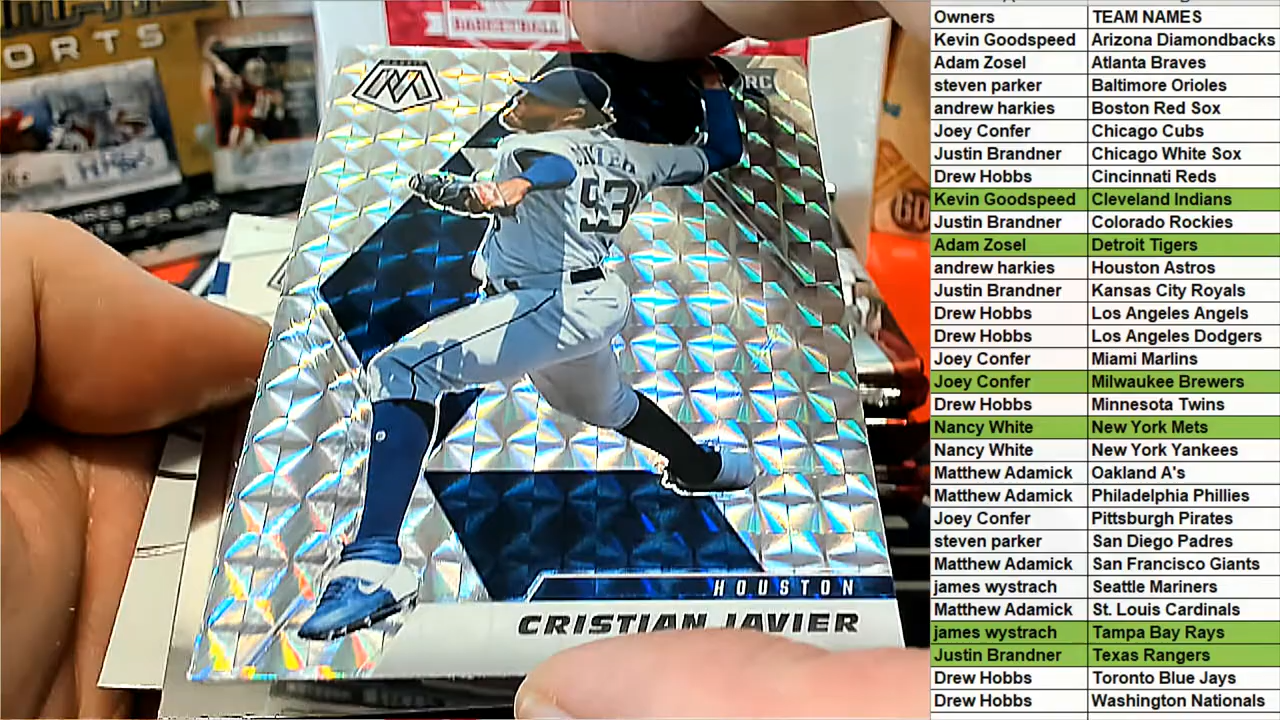 ORTS
BASKETBALL
RC
53
60
HOUSTON
CRISTIAN JAVIER
Owners TEAM NAMES
Kevin Goodspeed Arizona Diamondbacks
Adam Zosel Atlanta Braves
steven parker Baltimore Orioles
andrew harkies Boston Red Sox
Joey Confer Chicago Cubs
Justin Brandner Chicago White Sox
Drew Hobbs Cincinnati Reds
Kevin Goodspeed Cleveland Indians
Justin Brandner Colorado Rockies
Adam Zosel Detroit Tigers
andrew harkies Houston Astros
Justin Brandner Kansas City Royals
Drew Hobbs Los Angeles Angels
Drew Hobbs Los Angeles Dodgers
Joey Confer Miami Marlins
Joey Confer Milwaukee Brewers
Drew Hobbs Minnesota Twins
Nancy White New York Mets
Nancy White New York Yankees
Matthew Adamick Oakland A's
Matthew Adamick Philadelphia Phillies
Joey Confer Pittsburgh Pirates
steven parker San Diego Padres
Matthew Adamick San Francisco Giants
james wystrach Seattle Mariners
Matthew Adamick St. Louis Cardinals
james wystrach Tampa Bay Rays
Justin Brandner Texas Rangers
Drew Hobbs Toronto Blue Jays
Drew Hobbs Washington Nationals